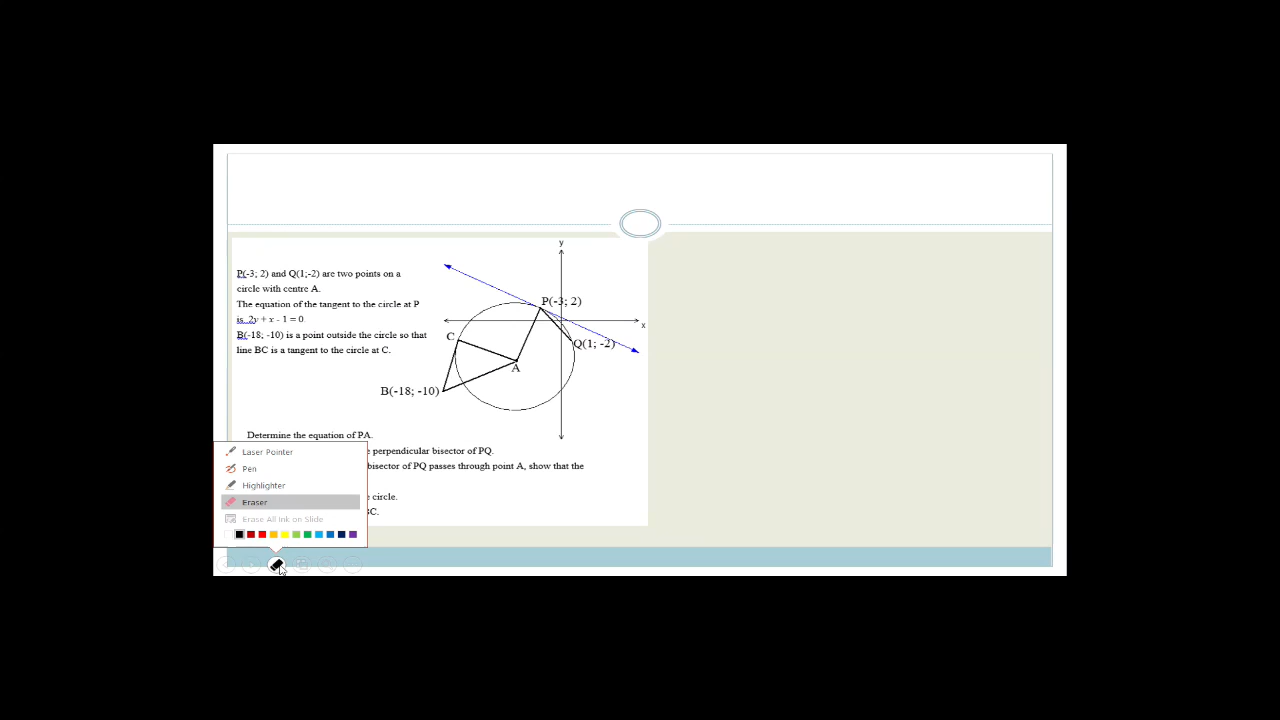 y
P(-3; 2) and Q(1;-2) are two points on a
circle with centre A.
The equation of the tangent to the circle at P
is 2y + x - 1 = 0.
B(-18; -10) is a point outside the circle so that
line BC is a tangent to the circle at C.
P(-3; 2)
x
C
Q(1; -2)
A
B(-18; -10)
Determine the equation of PA.
perpendicular bisector of PQ.
bisector of PQ passes through point A, show that the
circle.
Laser Pointer
Pen
Highlighter
Eraser
Erase All Ink on Slide